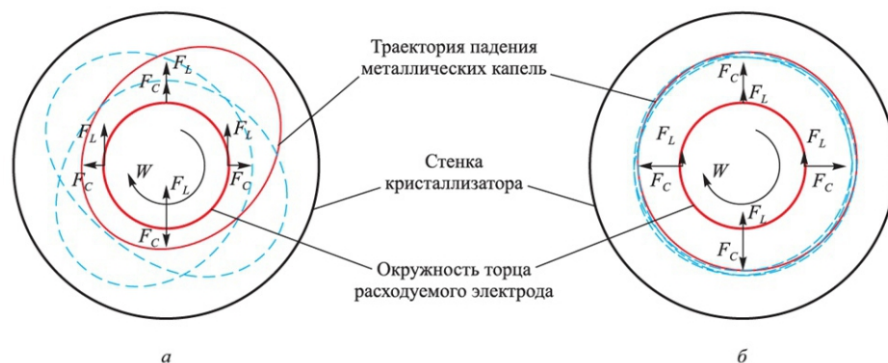 F_L
F_C
F_L
F_L
F_C
F_C
W
F_L
F_C
а
Траектория падения
металлических капель
Стенка
кристаллизатора
Окружность торца
расходуемого электрода
F_C
F_L
F_L
F_L
F_C
F_C
W
F_L
F_C
б